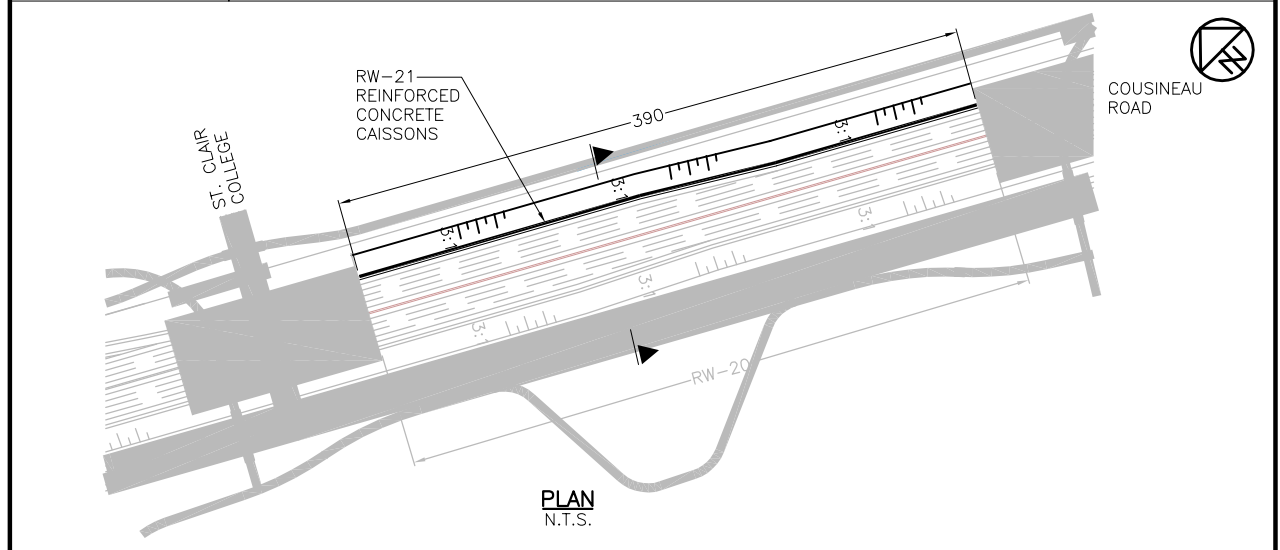 RW-21
REINFORCED
CONCRETE
CAISSONS
390
COUSINEAU
ROAD
ST. CLAIR
COLLEGE
3:1
3:1
3:1
3:1
3:1
3:1
RW-20
PLAN
N.T.S.